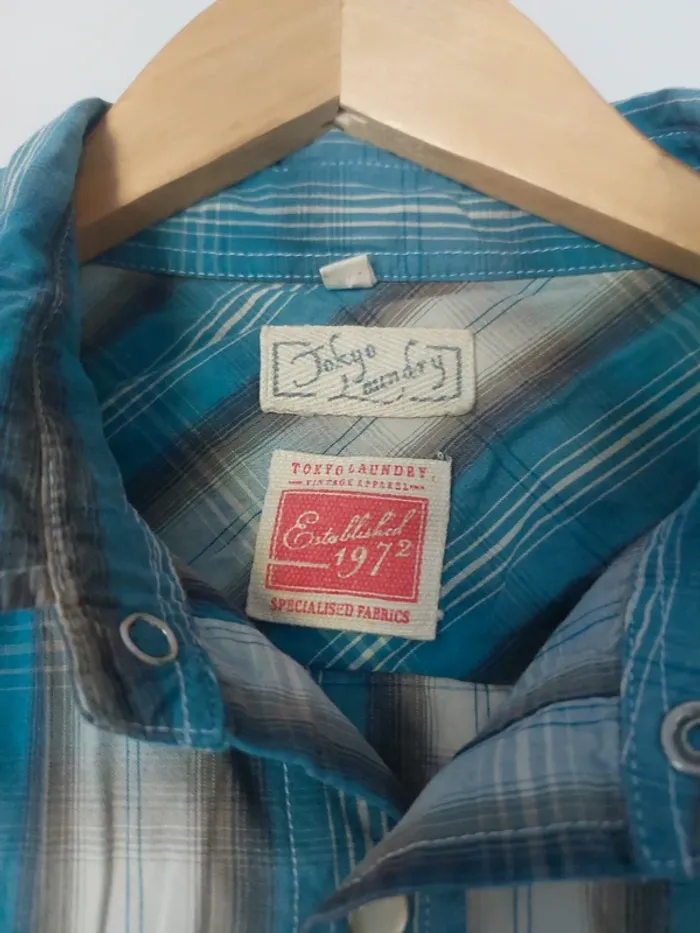 Tokyo
Laundry
TOKYO LAUNDRY
VINTAGE APPAREL
Established
1972
SPECIALISED FABRICS